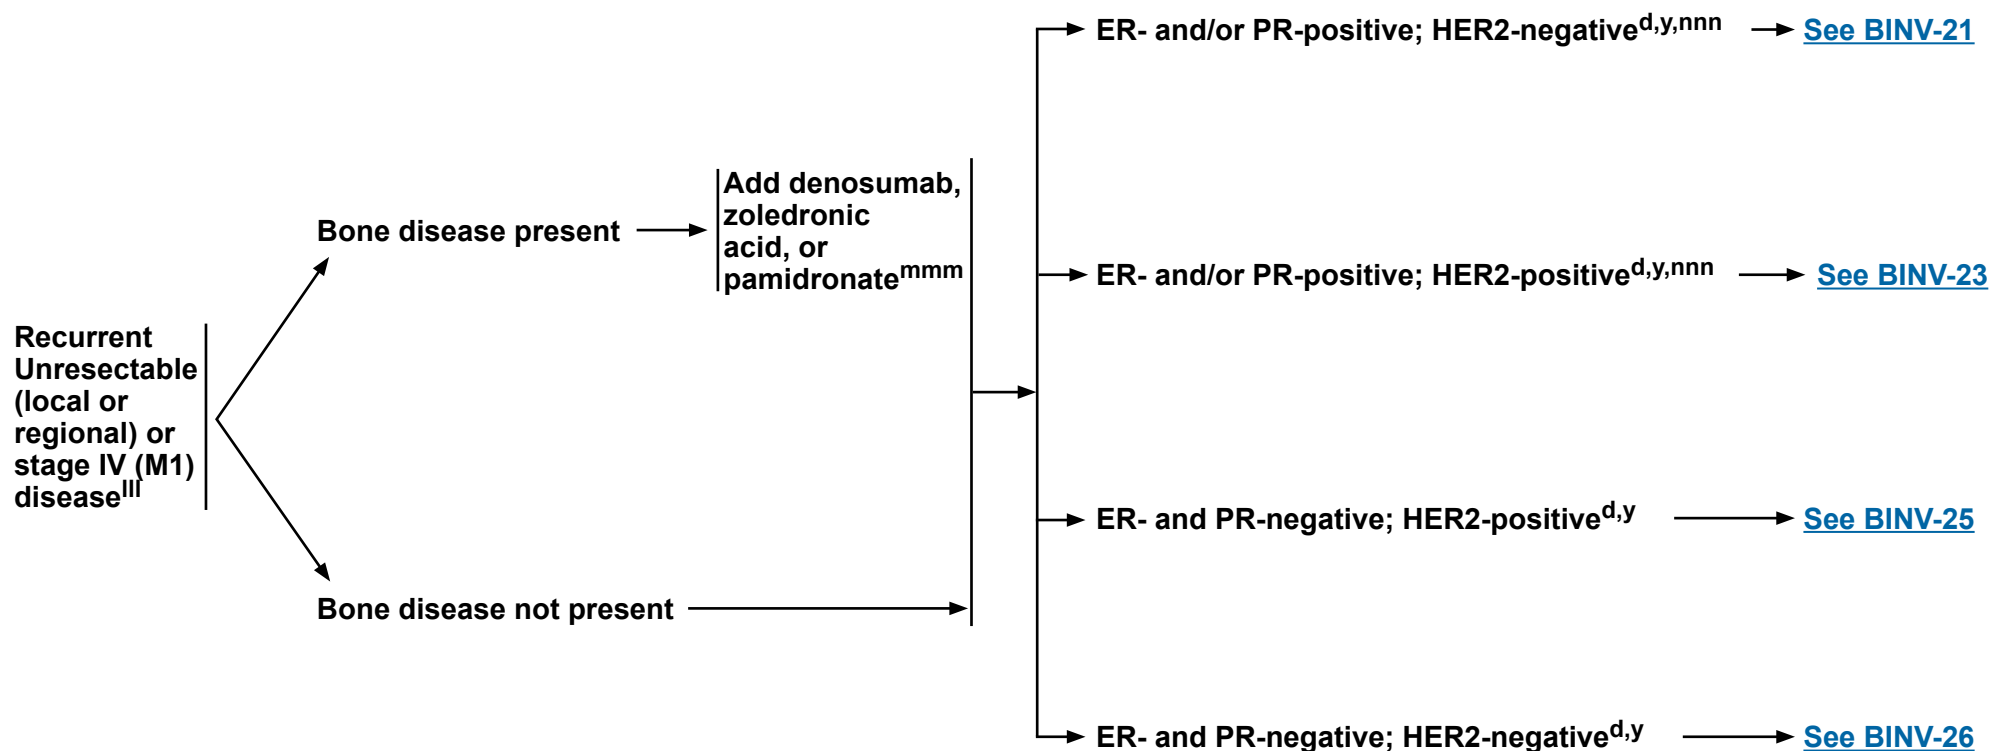 Recurrent
Unresectable
(local or
regional) or
stage IV (M1)
diseaselll
Bone disease present
Add denosumab,
zoledronic
acid, or
pamidronatemmm
Bone disease not present
ER- and/or PR-positive; HER2-negatived,y,nnn
See BINV-21
ER- and/or PR-positive; HER2-positived,y,nnn
See BINV-23
ER- and PR-negative; HER2-positived,y
See BINV-25
ER- and PR-negative; HER2-negatived,y
See BINV-26